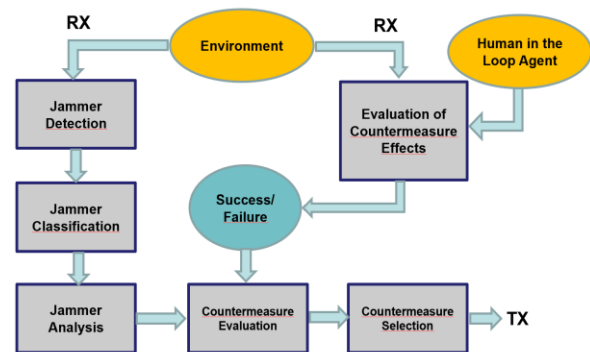 RX
Environment
RX
Human in the
Loop Agent
Jammer
Detection
Evaluation of
Countermeasure
Effects
Jammer
Classification
Success/
Failure
Jammer
Analysis
Countermeasure
Evaluation
Countermeasure
Selection
TX